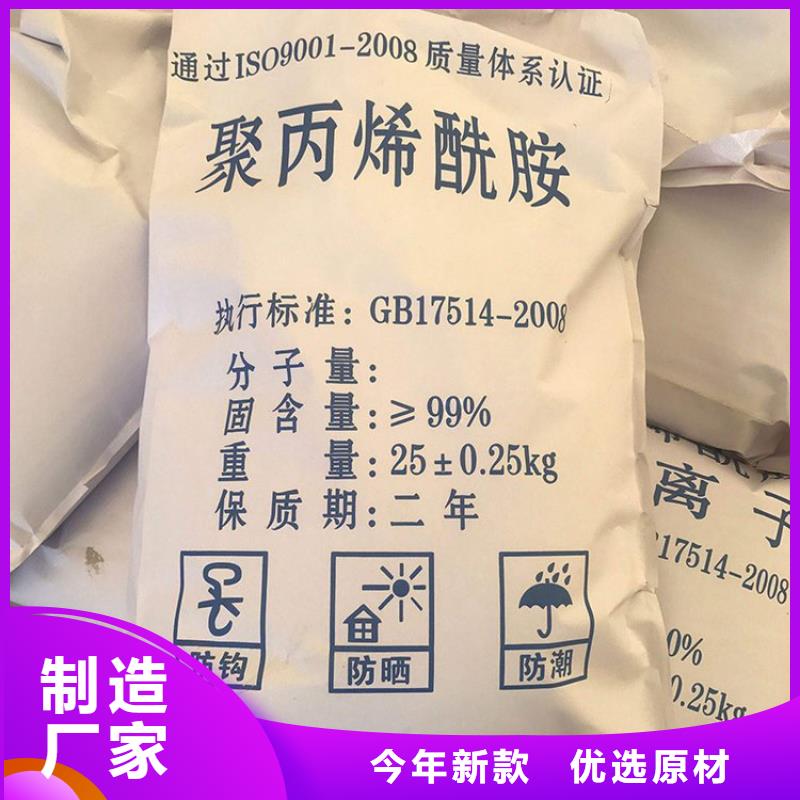 通过ISO9001-2008质量体系认证
聚丙烯酰胺
执行标准：GB17514-2008
分子量：
固含量：≥99%
重量：25±0.25kg
保质期：二年
防钩
防晒
防潮
离子
17514-2008
0%
0.25kg
制造
厂家
今年新款 优选原材